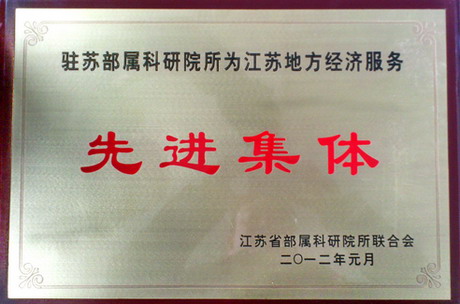 驻苏部属科研院所为江苏地方经济服务
先进集体
江苏省部属科研院所联合会
二〇一二年元月